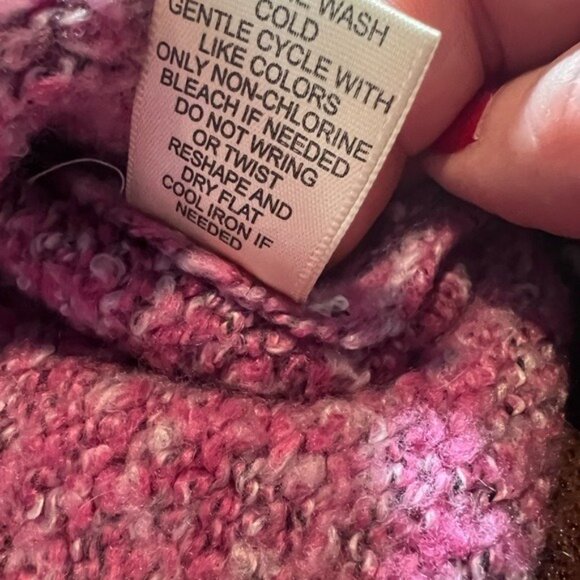 WASH
COLD
GENTLE CYCLE WITH
LIKE COLORS
ONLY NON-CHLORINE
BLEACH IF NEEDED
DO NOT WRING
OR TWIST
RESHAPE AND
DRY FLAT
COOL IRON IF
NEEDED